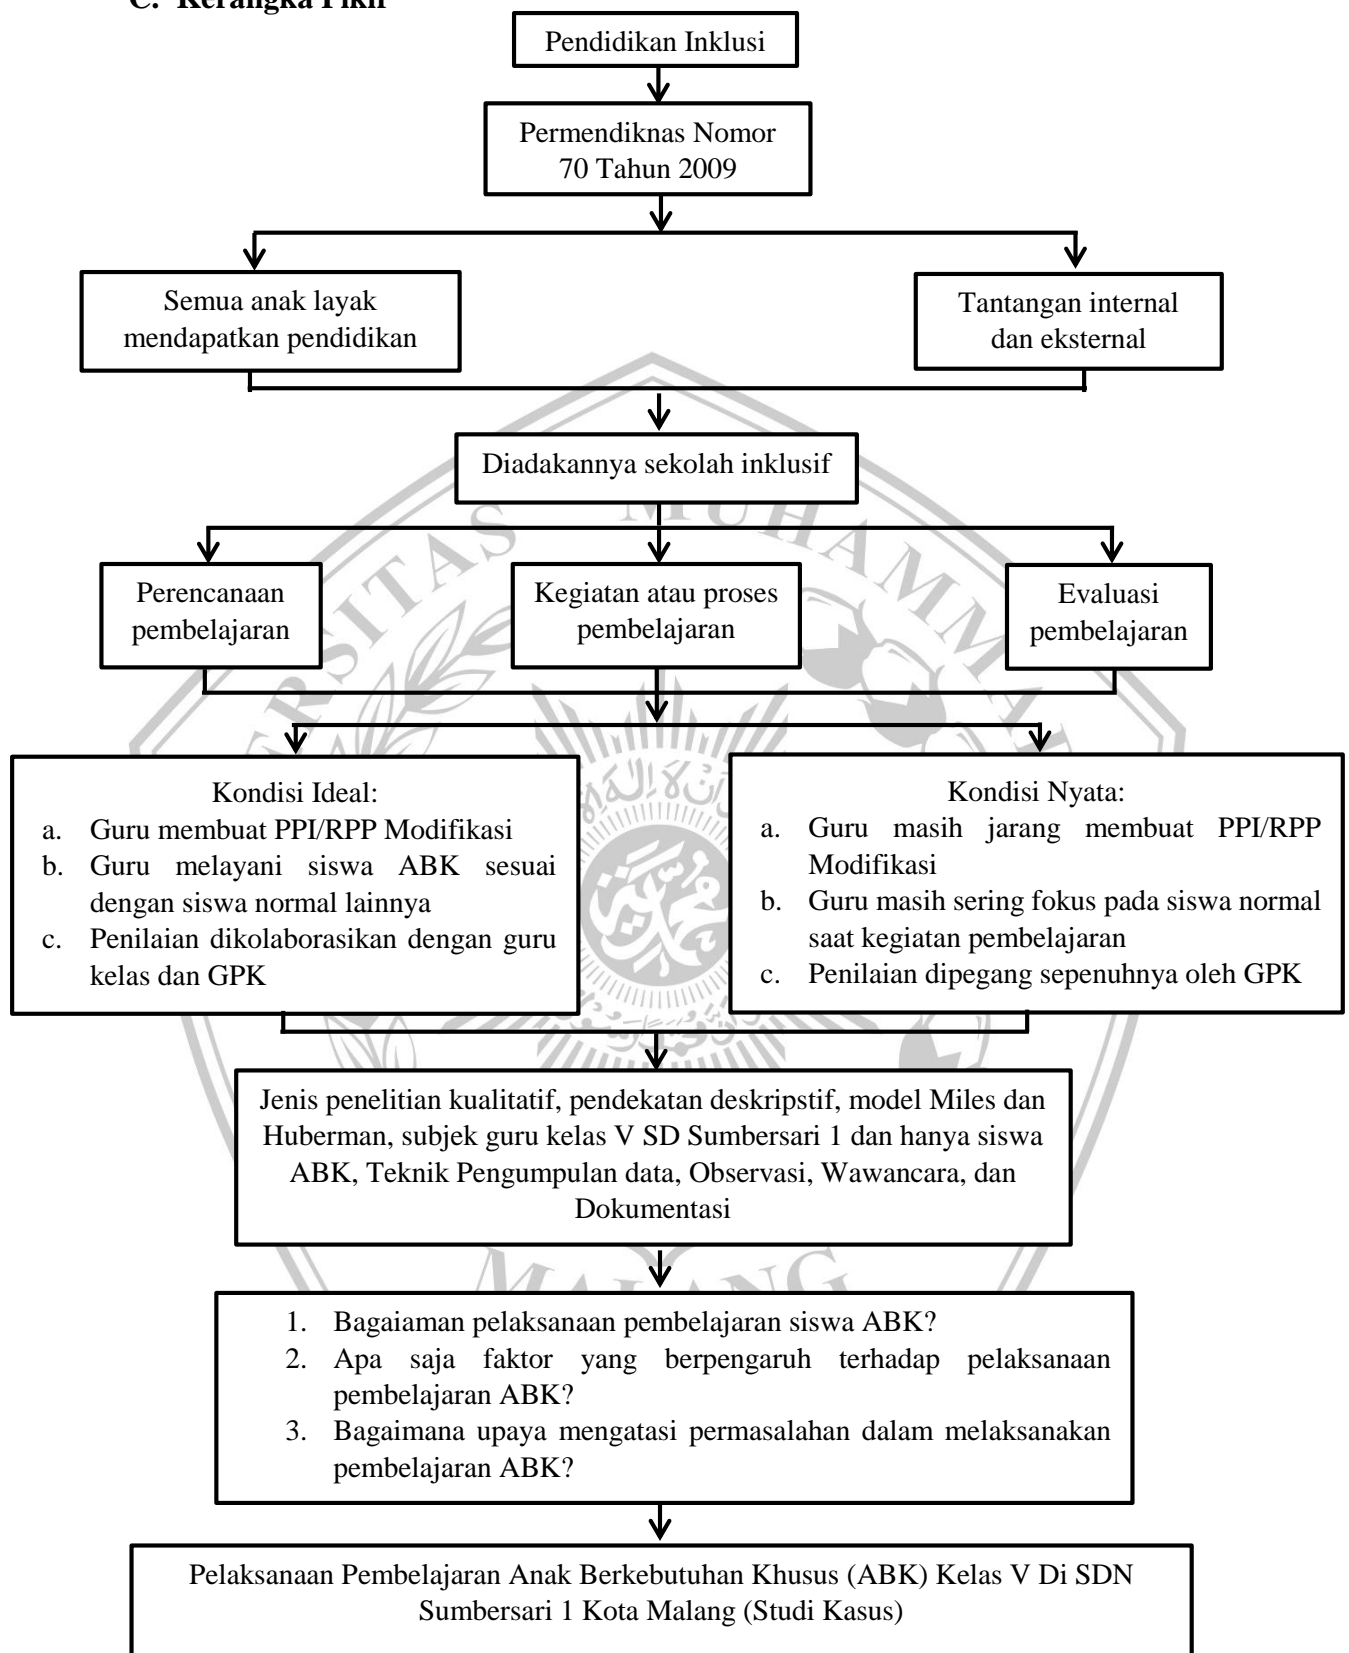 C. Kerangka Pikir
Pendidikan Inklusi
Permendiknas Nomor
70 Tahun 2009
Semua anak layak
mendapatkan pendidikan
Tantangan internal
dan eksternal
Diadakannya sekolah inklusif
Perencanaan
pembelajaran
Kegiatan atau proses
pembelajaran
Evaluasi
pembelajaran
Kondisi Ideal:
a. Guru membuat PPI/RPP Modifikasi
b. Guru melayani siswa ABK sesuai
dengan siswa normal lainnya
c. Penilaian dikolaborasikan dengan guru
kelas dan GPK
Kondisi Nyata:
a. Guru masih jarang membuat PPI/RPP
Modifikasi
b. Guru masih sering fokus pada siswa normal
saat kegiatan pembelajaran
c. Penilaian dipegang sepenuhnya oleh GPK
Jenis penelitian kualitatif, pendekatan deskripstif, model Miles dan
Huberman, subjek guru kelas V SD Sumbersari 1 dan hanya siswa
ABK, Teknik Pengumpulan data, Observasi, Wawancara, dan
Dokumentasi
1. Bagaiaman pelaksanaan pembelajaran siswa ABK?
2. Apa saja faktor yang berpengaruh terhadap pelaksanaan
pembelajaran ABK?
3. Bagaimana upaya mengatasi permasalahan dalam melaksanakan
pembelajaran ABK?
Pelaksanaan Pembelajaran Anak Berkebutuhan Khusus (ABK) Kelas V Di SDN
Sumbersari 1 Kota Malang (Studi Kasus)
MALANG